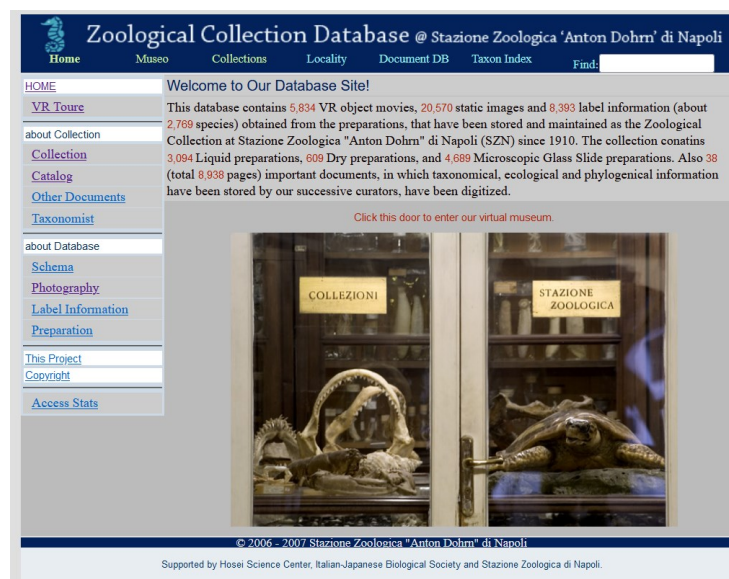 Zoological Collection Database @ Stazione Zoologica 'Anton Dohrn' di Napoli
Home Museo Collections Locality Document DB Taxon Index Find:
HOME
VR Toure
about Collection
Collection
Catalog
Other Documents
Taxonomist
about Database
Schema
Photography
Label Information
Preparation
This Project
Copyright
Access Stats
Welcome to Our Database Site!
This database contains 5,834 VR object movies, 20,570 static images and 8,393 label information (about
2,769 species) obtained from the preparations, that have been stored and maintained as the Zoological
Collection at Stazione Zoologica "Anton Dohrn" di Napoli (SZN) since 1910. The collection conatins
3,094 Liquid preparations, 609 Dry preparations, and 4,689 Microscopic Glass Slide preparations. Also 38
(total 8,938 pages) important documents, in which taxonomical, ecological and phylogenical information
have been stored by our successive curators, have been digitized.
Click this door to enter our virtual museum.
COLLEZIONI
STAZIONE
ZOOLOGICA
© 2006 - 2007 Stazione Zoologica "Anton Dohrn" di Napoli
Supported by Hosei Science Center, Italian-Japanese Biological Society and Stazione Zoologica di Napoli.